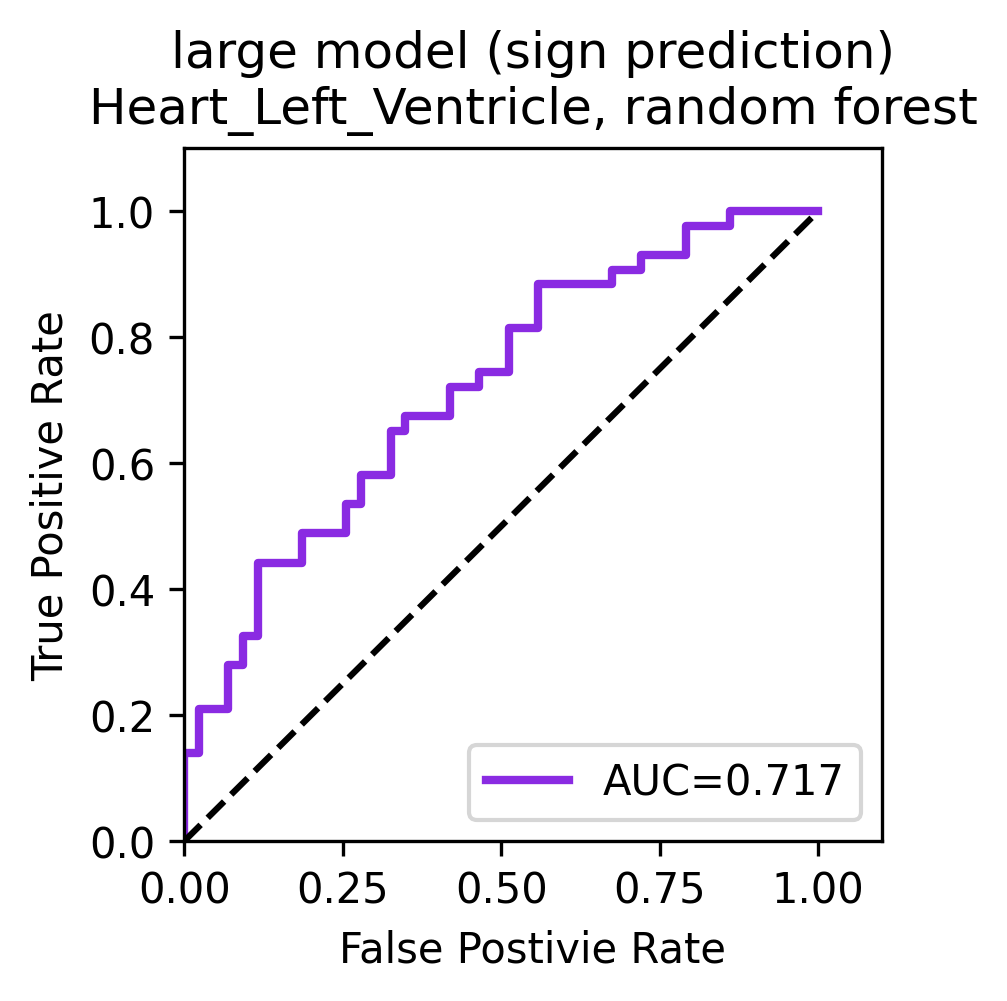 large model (sign prediction)
Heart_Left_Ventricle, random forest
1.0
0.8
0.6
0.4
0.2
0.0
True Positive Rate
AUC=0.717
0.00 0.25 0.50 0.75 1.00
False Postivie Rate